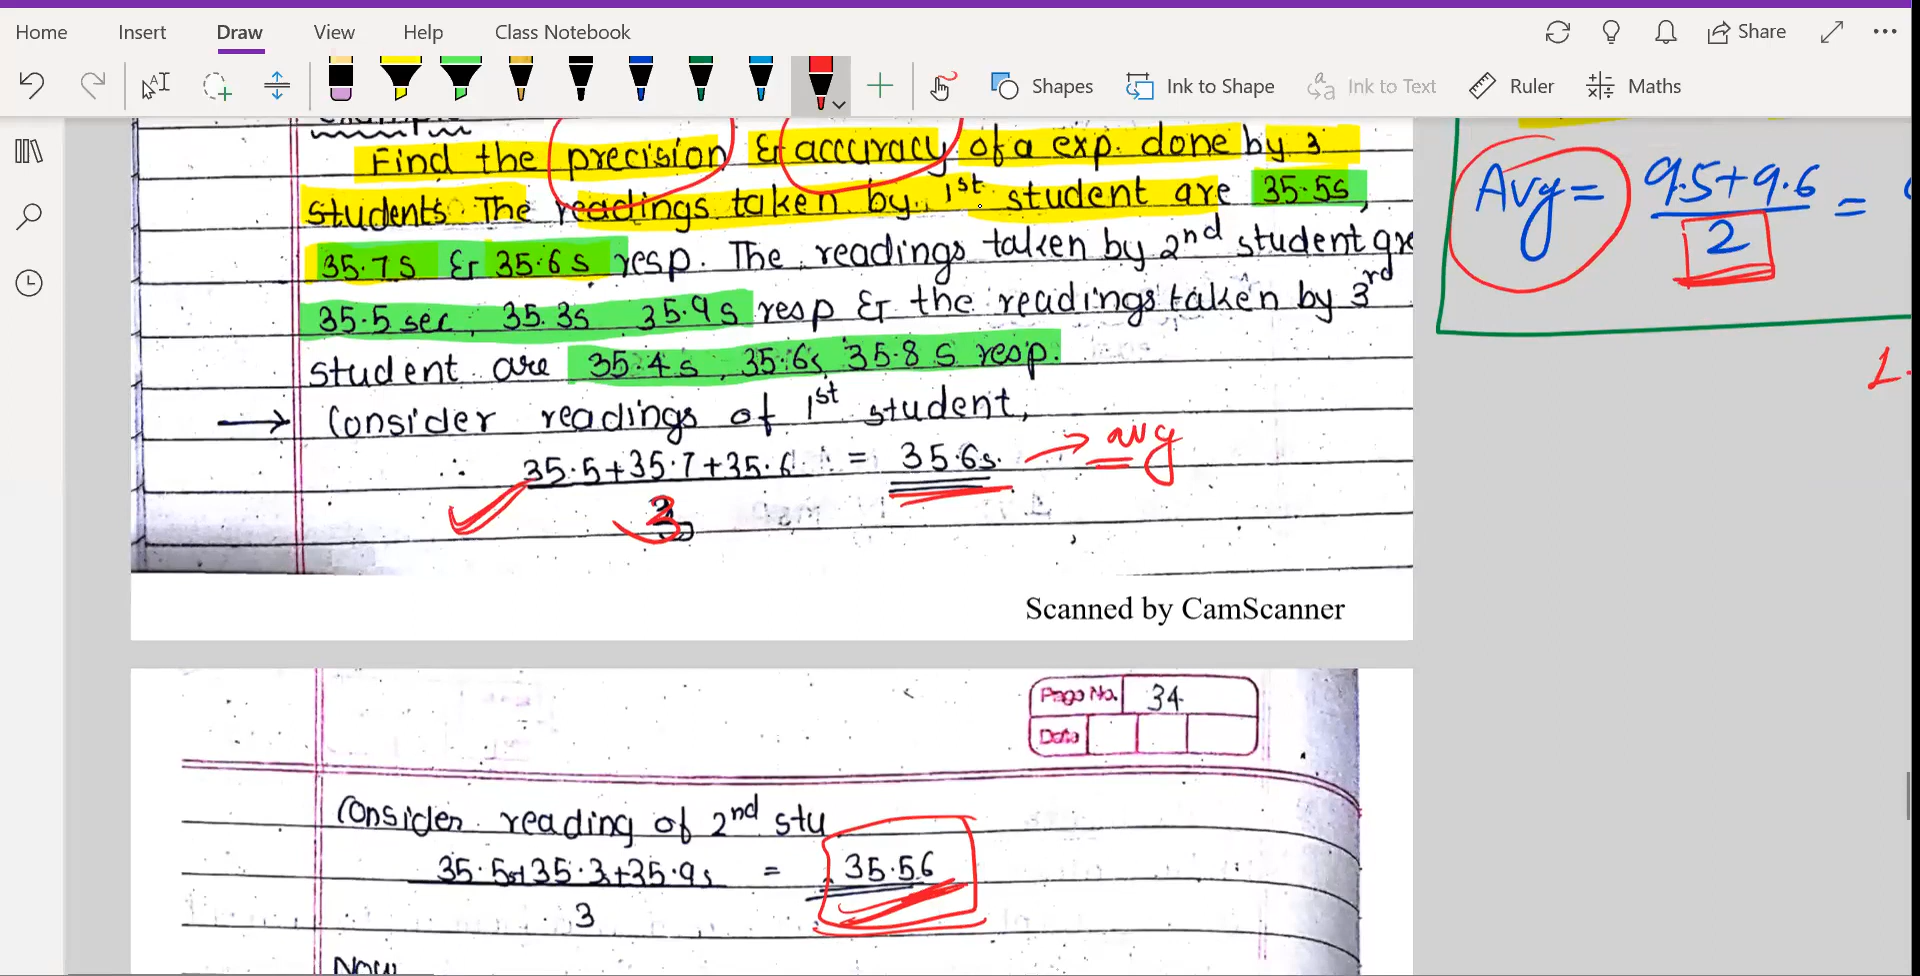 Home Insert Draw View Help Class Notebook Share
Ink to Shape Ink to Text Ruler Maths Shapes
Find the precision & accuracy of a exp. done by 3
students. The readings taken by 1st student are 35.5s,
35.7s & 35.6s resp. The readings taken by 2nd student are
35.5 sec, 35.3s 35.9s resp & the readings taken by 3rd
student are 35.4s, 35.6s 35.8s resp.
→ Consider readings of 1st student,
∴ 35.5+35.7+35.6 = 35.6s. → avg
3
Scanned by CamScanner
Avg = 9.5+9.6 =
2
1.
Page No. 34
Date
Consider reading of 2nd stu
35.5s+35.3s+35.9s = 35.56
3
Now